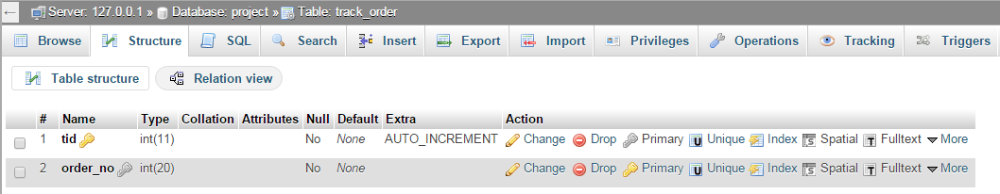 ← Server: 127.0.0.1 » Database: project » Table: track_order
Browse Structure SQL Search Insert Export Import Privileges Operations Tracking Triggers
Table structure Relation view
# Name Type Collation Attributes Null Default Extra Action
1 tid int(11) No None AUTO_INCREMENT Change Drop Primary Unique Index Spatial Fulltext More
2 order_no int(20) No None Change Drop Primary Unique Index Spatial Fulltext More